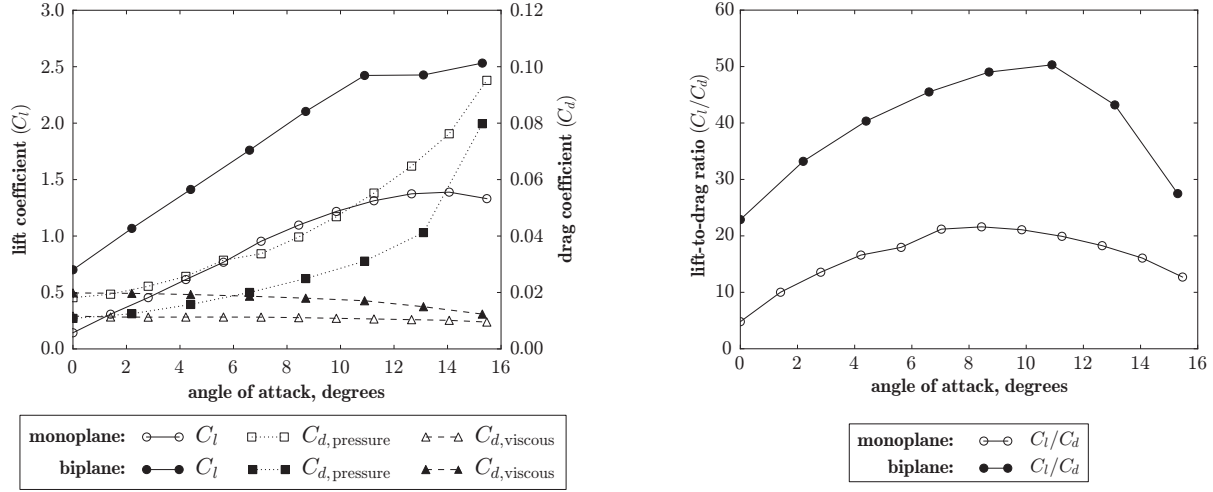 3.0
2.5
2.0
1.5
1.0
0.5
0.0
lift coefficient (C_l)
0.12
0.10
0.08
0.06
0.04
0.02
0.00
drag coefficient (C_d)
0 2 4 6 8 10 12 14 16
angle of attack, degrees
monoplane: C_l C_d,pressure C_d,viscous
biplane: C_l C_d,pressure C_d,viscous
60
50
40
30
20
10
0
lift-to-drag ratio (C_l/C_d)
0 2 4 6 8 10 12 14 16
angle of attack, degrees
monoplane: C_l/C_d
biplane: C_l/C_d